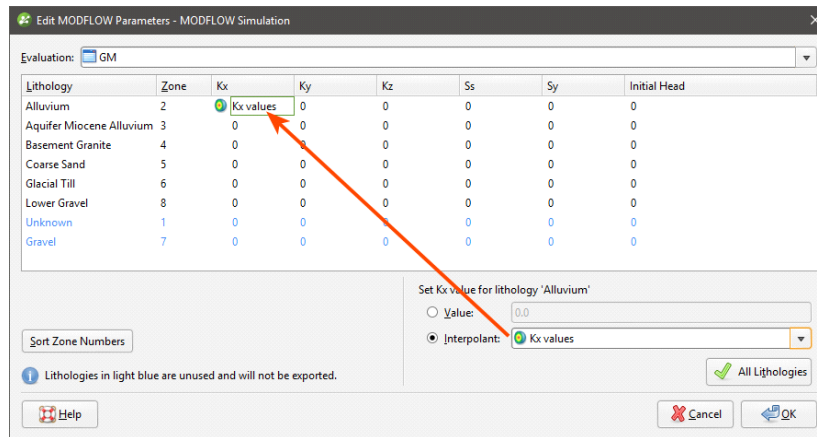 Edit MODFLOW Parameters - MODFLOW Simulation
Evaluation: GM
Lithology Zone Kx Ky Kz Ss Sy Initial Head
Alluvium 2 Kx values 0 0 0 0 0
Aquifer Miocene Alluvium 3 0 0 0 0 0 0
Basement Granite 4 0 0 0 0 0 0
Coarse Sand 5 0 0 0 0 0 0
Glacial Till 6 0 0 0 0 0 0
Lower Gravel 8 0 0 0 0 0 0
Unknown 1 0 0 0 0 0 0
Gravel 7 0 0 0 0 0 0
Set Kx value for lithology 'Alluvium'
Value: 0.0
Interpolant: Kx values
Sort Zone Numbers
Lithologies in light blue are unused and will not be exported.
All Lithologies
Help
Cancel
OK